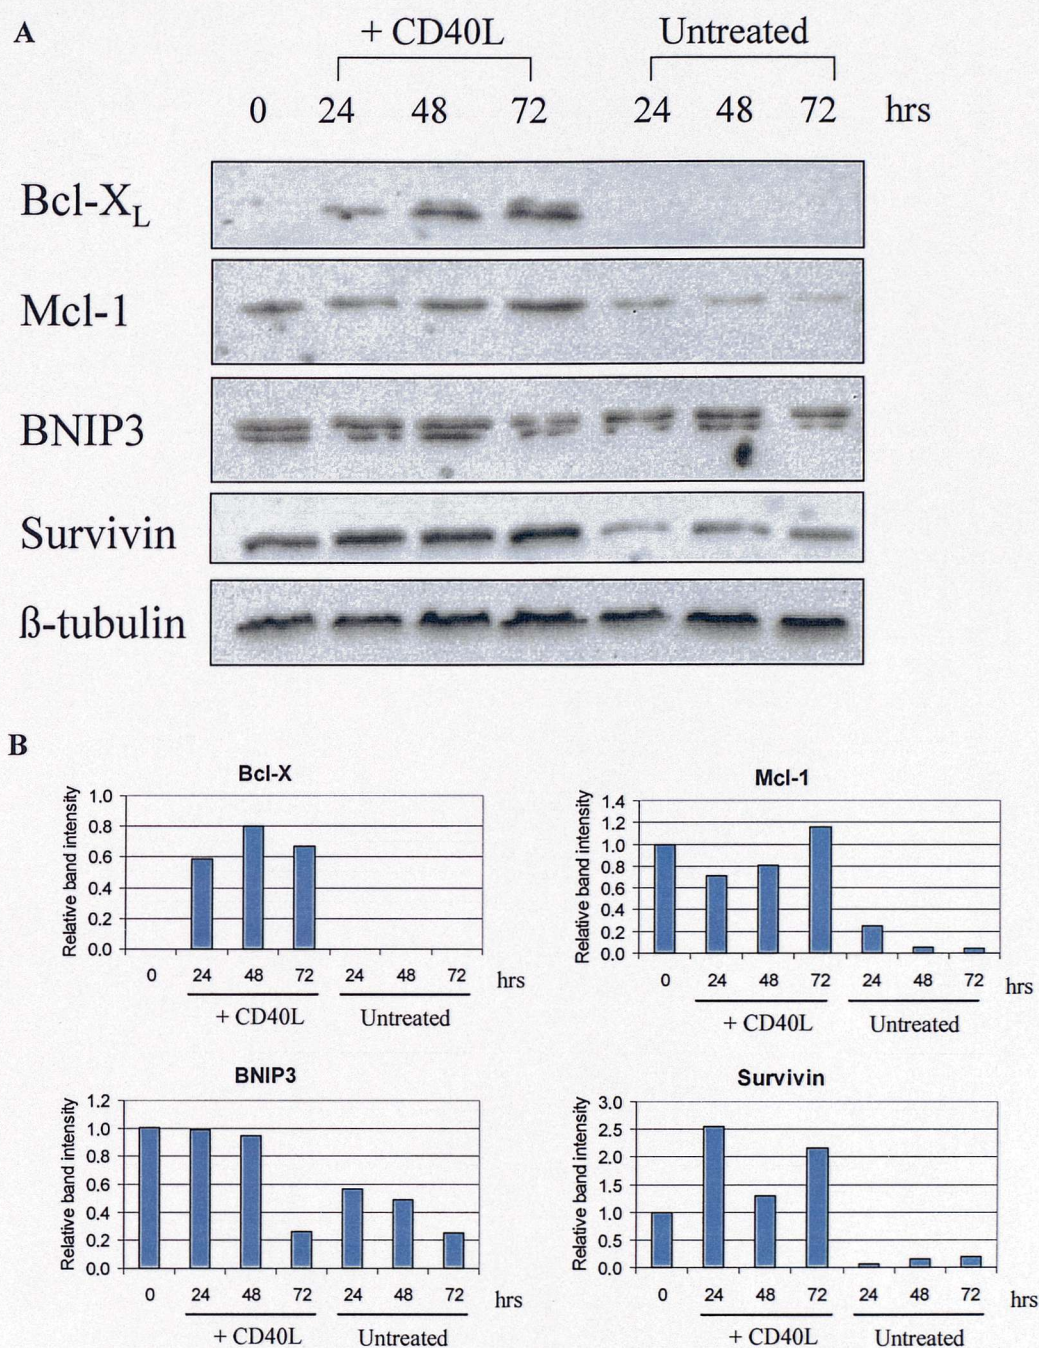 A
+ CD40L Untreated
0 24 48 72 24 48 72 hrs
Bcl-XL
Mcl-1
BNIP3
Survivin
ß-tubulin
B
Bcl-X
Relative band intensity
1.0
0.8
0.6
0.4
0.2
0.0
0 24 48 72 24 48 72 hrs
+ CD40L Untreated
Mcl-1
Relative band intensity
1.4
1.2
1.0
0.8
0.6
0.4
0.2
0.0
0 24 48 72 24 48 72 hrs
+ CD40L Untreated
BNIP3
Relative band intensity
1.2
1.0
0.8
0.6
0.4
0.2
0.0
0 24 48 72 24 48 72 hrs
+ CD40L Untreated
Survivin
Relative band intensity
3.0
2.5
2.0
1.5
1.0
0.5
0.0
0 24 48 72 24 48 72 hrs
+ CD40L Untreated